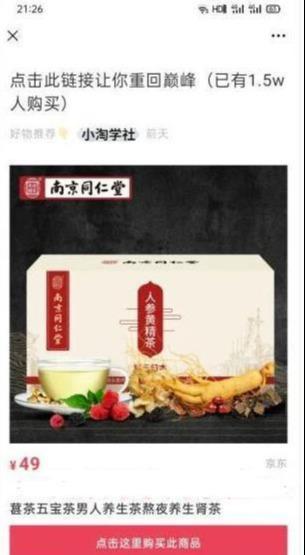 21:26
点击此链接让你重回巅峰（已有1.5w
人购买）
好物推荐 小淘学社 前天
南京同仁堂
南京同仁堂
人参黄精茶
¥49
京东
葚茶五宝茶男人养生茶熬夜养生肾茶
点击这里购买此商品